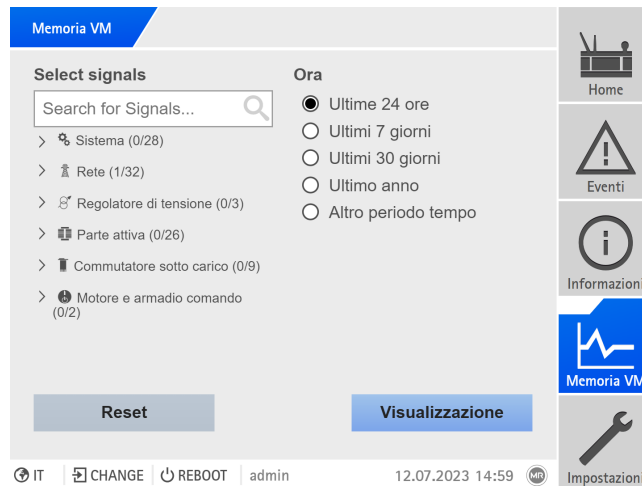 Memoria VM
Select signals
Search for Signals...
Sistema (0/28)
Rete (1/32)
Regolatore di tensione (0/3)
Parte attiva (0/26)
Commutatore sotto carico (0/9)
Motore e armadio comando
(0/2)
Ora
Ultime 24 ore
Ultimi 7 giorni
Ultimi 30 giorni
Ultimo anno
Altro periodo tempo
Reset
Visualizzazione
Home
Eventi
Informazioni
Memoria VM
Impostazioni
IT CHANGE REBOOT admin 12.07.2023 14:59 MR